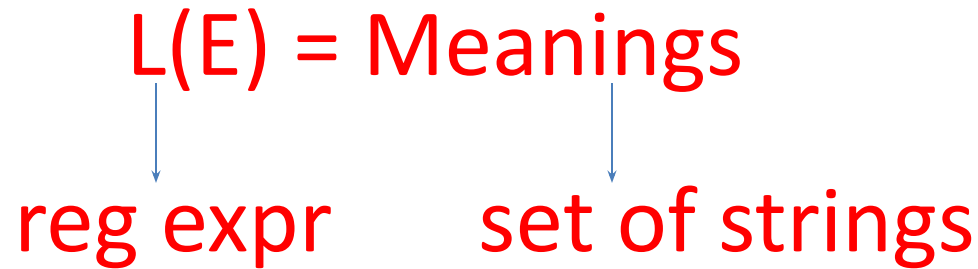 L(E) = Meanings
reg expr set of strings